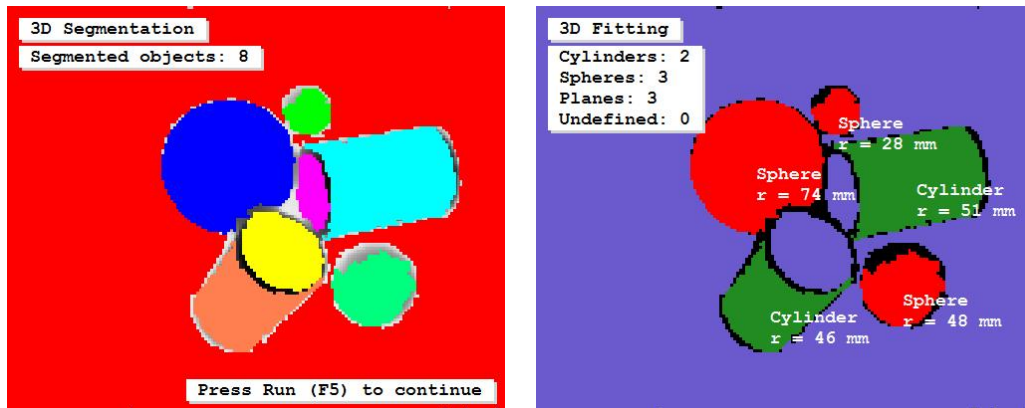 3D Segmentation
Segmented objects: 8
Press Run (F5) to continue
3D Fitting
Cylinders: 2
Spheres: 3
Planes: 3
Undefined: 0
Sphere
r = 28 mm
Sphere
r = 74 mm
Cylinder
r = 51 mm
Sphere
r = 48 mm
Cylinder
r = 46 mm